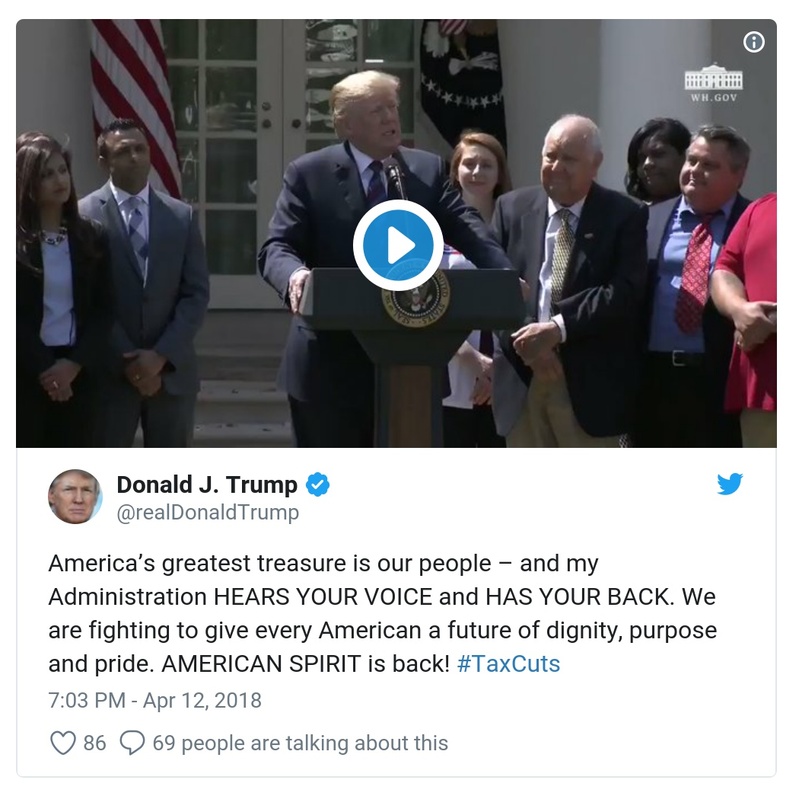 WH.GOV
Donald J. Trump
@realDonaldTrump
America’s greatest treasure is our people – and my
Administration HEARS YOUR VOICE and HAS YOUR BACK. We
are fighting to give every American a future of dignity, purpose
and pride. AMERICAN SPIRIT is back! #TaxCuts
7:03 PM - Apr 12, 2018
86 69 people are talking about this